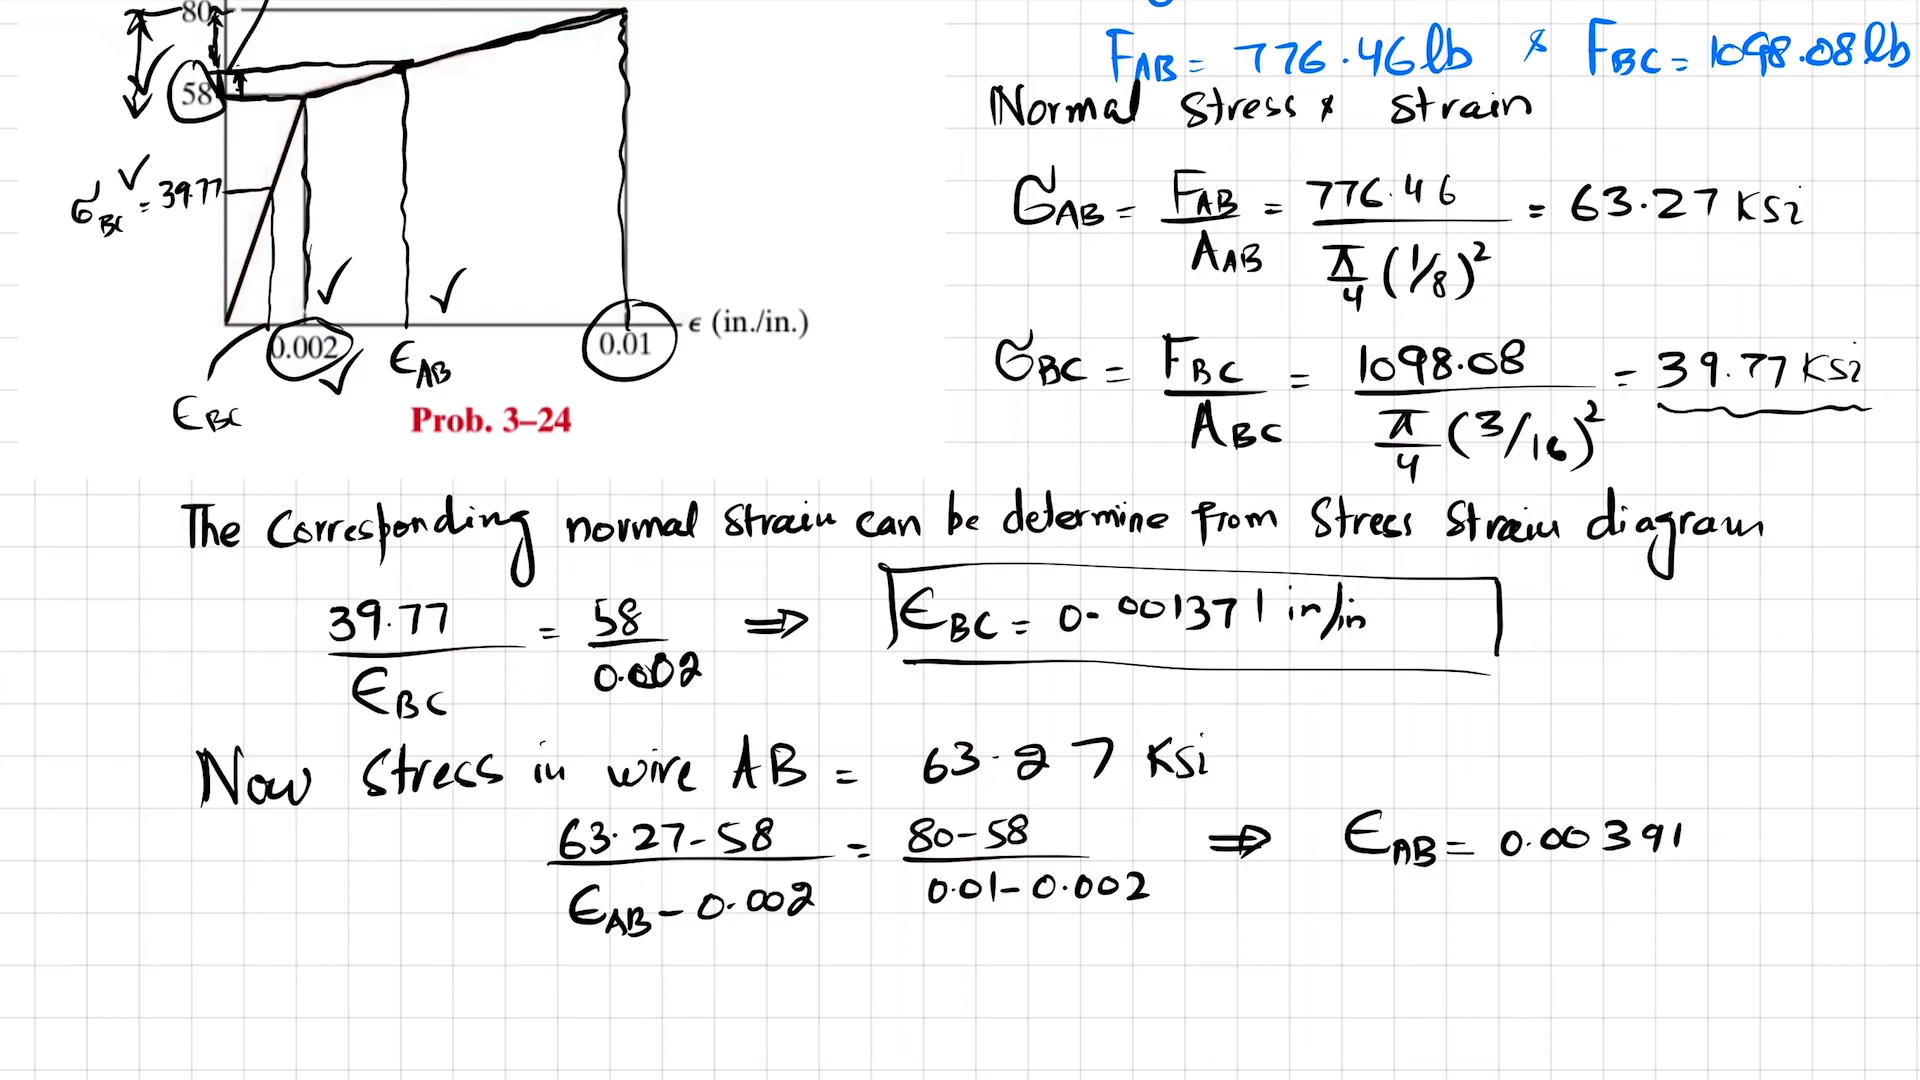 80
58
σBC = 39.77
0.002
0.01
ϵ (in./in.)
ϵBC
ϵAB
Prob. 3–24
FAB = 776.46 lb & FBC = 1098.08 lb
Normal Stress & strain
σAB = FAB/AAB = 776.46/(π/4 (1/8)²) = 63.27 Ksi
σBC = FBC/ABC = 1098.08/(π/4 (3/16)²) = 39.77 Ksi
The corresponding normal strain can be determine from Stress Strain diagram
39.77/ϵBC = 58/0.002 ⇒ ϵBC = 0.001371 in/in
Now Stress in wire AB = 63.27 Ksi
(63.27-58)/(ϵAB - 0.002) = (80-58)/(0.01-0.002) ⇒ ϵAB = 0.00391